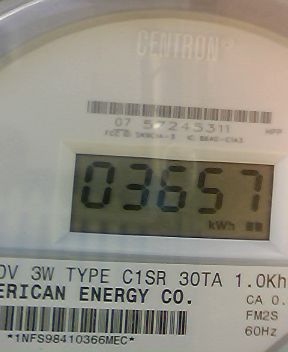 CENTRON
07 57245311
HPP
03657
kWh
0V 3W TYPE C1SR 30TA 1.0Kh
ERICAN ENERGY CO.
CA 0.
FM2S
60Hz
*1NFS98410366MEC*